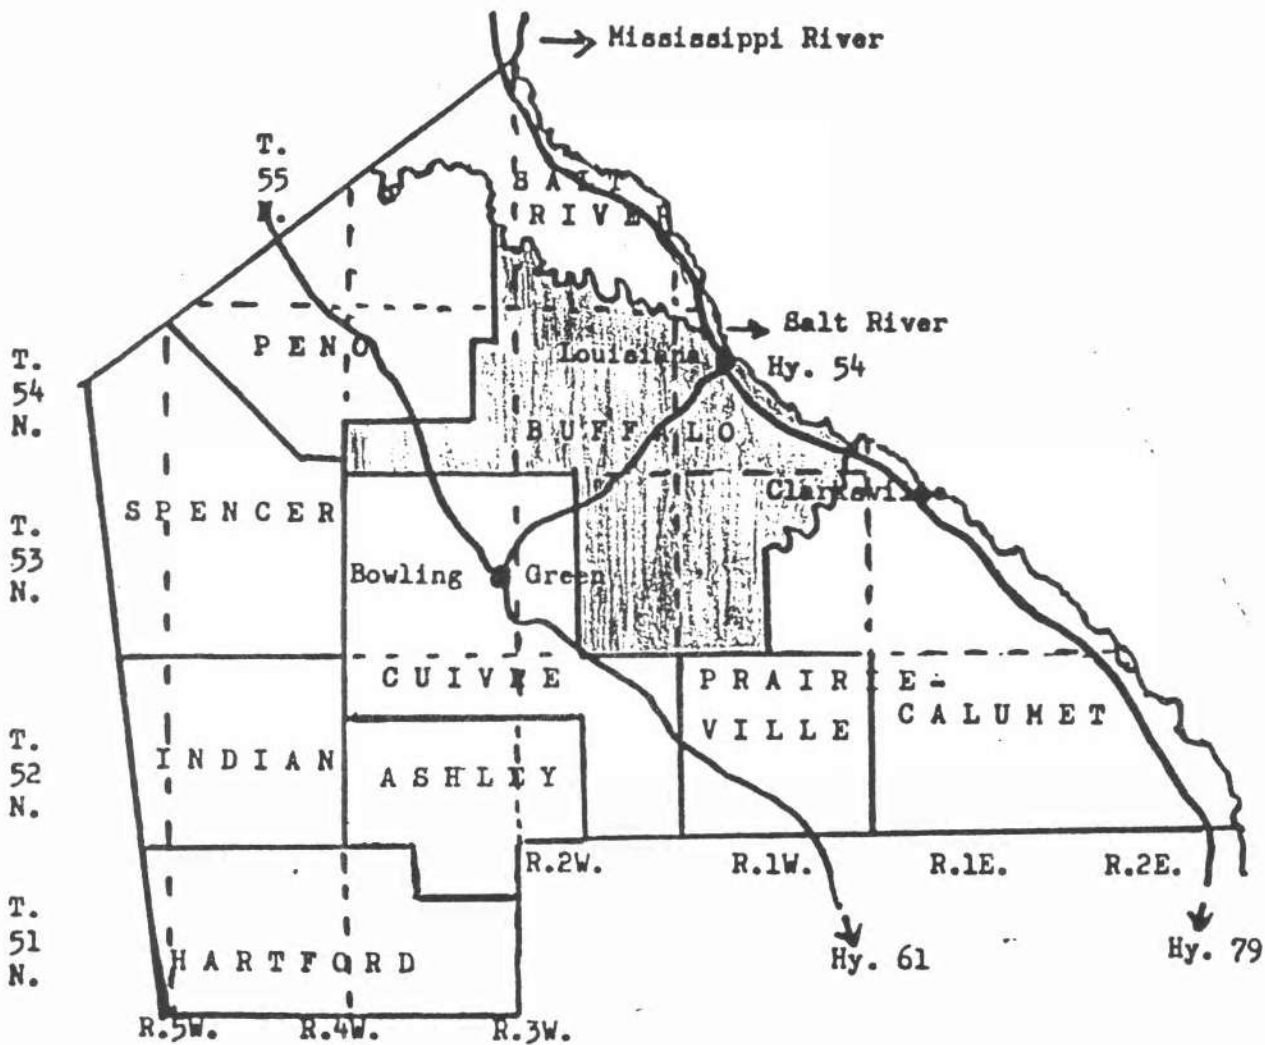 Mississippi River
T.
55
N.
SALT
RIVER
Salt River
PENO
Louisiana
Hy. 54
T.
54
N.
BUFFALO
Clarksville
SPENCER
T.
53
N.
Bowling Green
CUIVRE
PRAIRIE-
VILLE
CALUMET
T.
52
N.
INDIAN
ASHLEY
R.2W.
R.1W.
R.1E.
R.2E.
T.
51
N.
HARTFORD
Hy. 61
Hy. 79
R.5W.
R.4W.
R.3W.